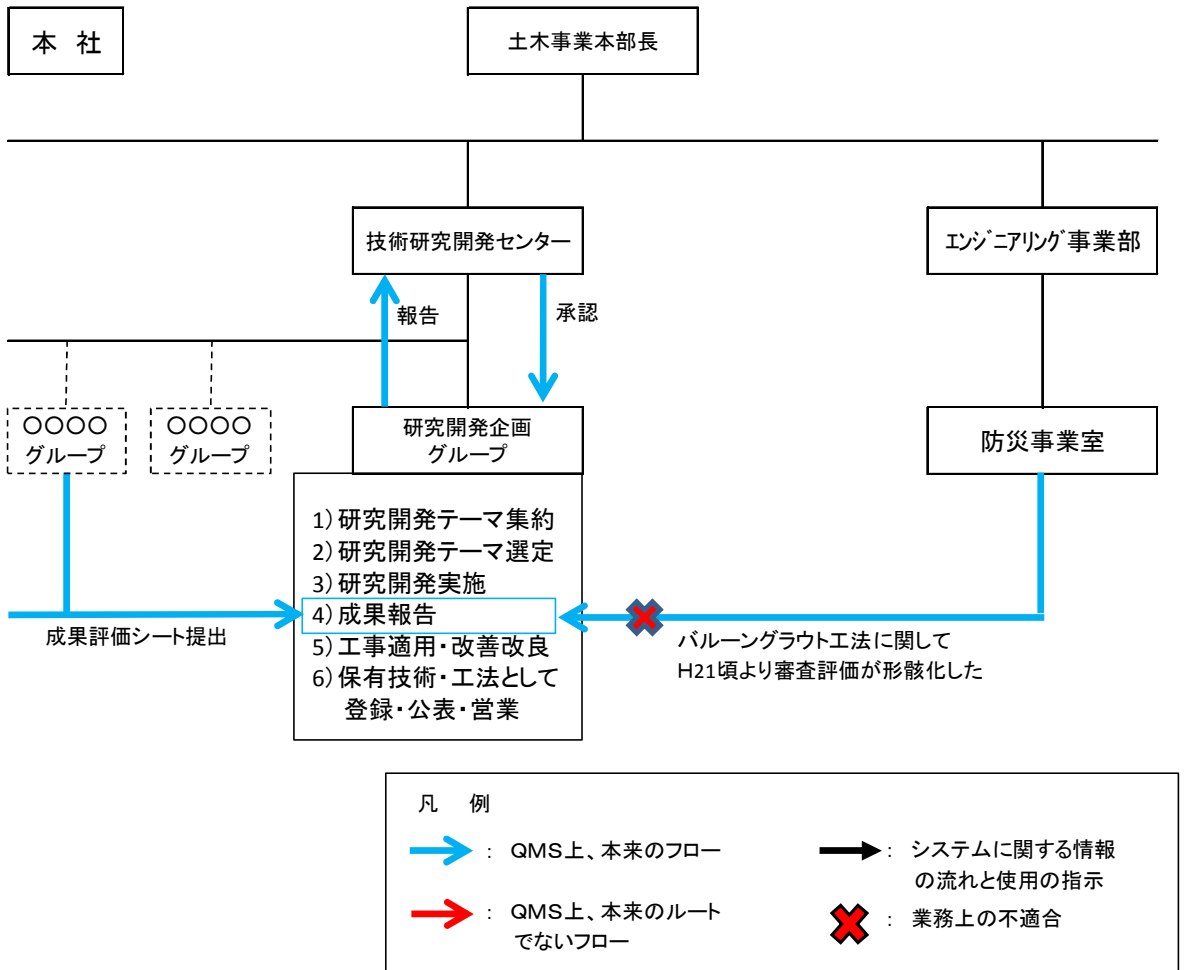 本 社
土木事業本部長
技術研究開発センター
エンジニアリング事業部
報告
承認
○○○○
グループ
○○○○
グループ
研究開発企画
グループ
防災事業室
1)研究開発テーマ集約
2)研究開発テーマ選定
3)研究開発実施
4)成果報告
5)工事適用・改善改良
6)保有技術・工法として
登録・公表・営業
成果評価シート提出
バルーングラウト工法に関して
H21頃より審査評価が形骸化した
凡 例
: QMS上、本来のフロー
: QMS上、本来のルート
でないフロー
: システムに関する情報
の流れと使用の指示
: 業務上の不適合